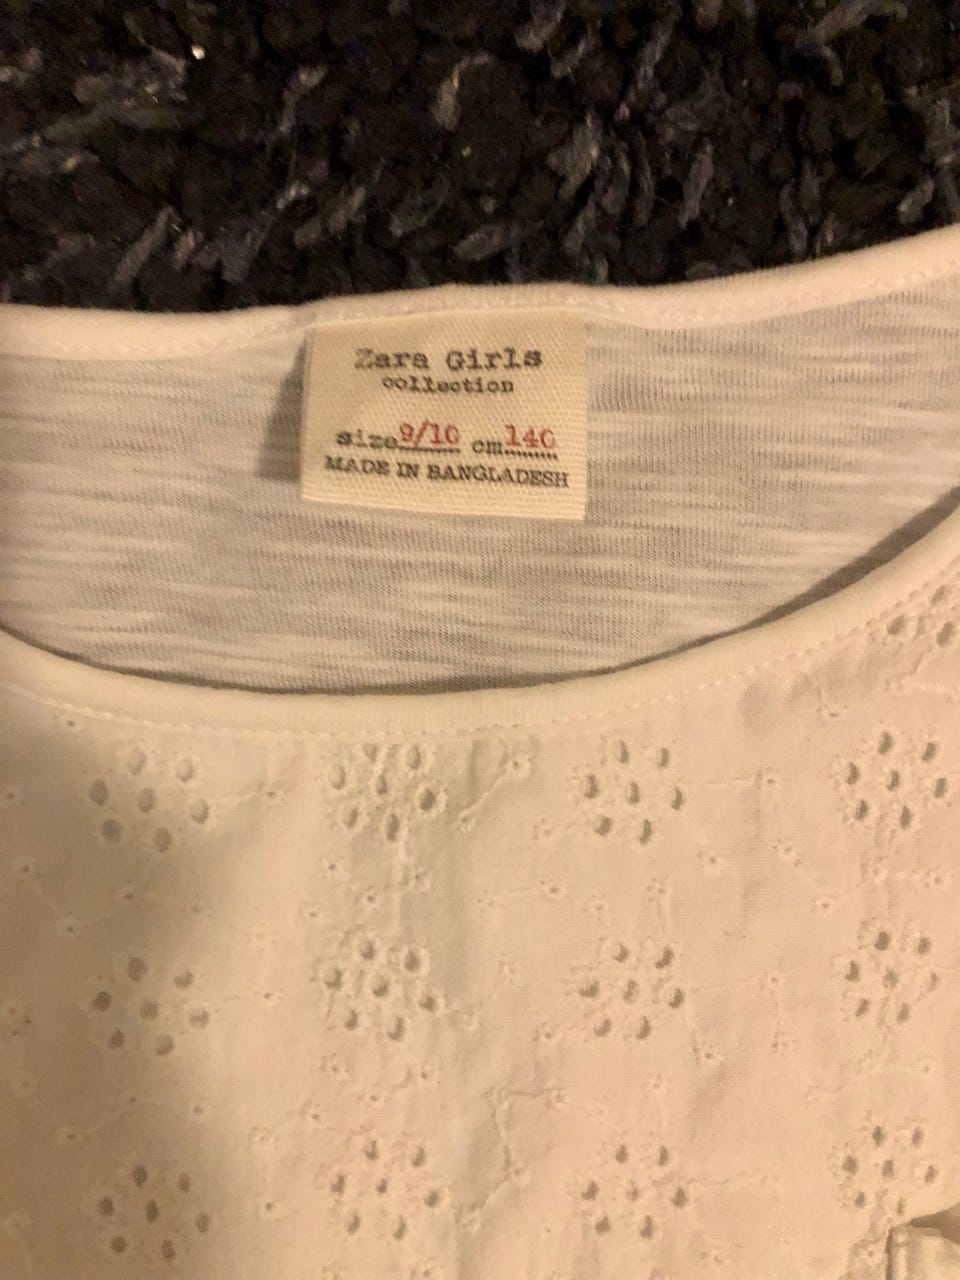 Zara Girls
collection
size 9/10 cm 140
MADE IN BANGLADESH